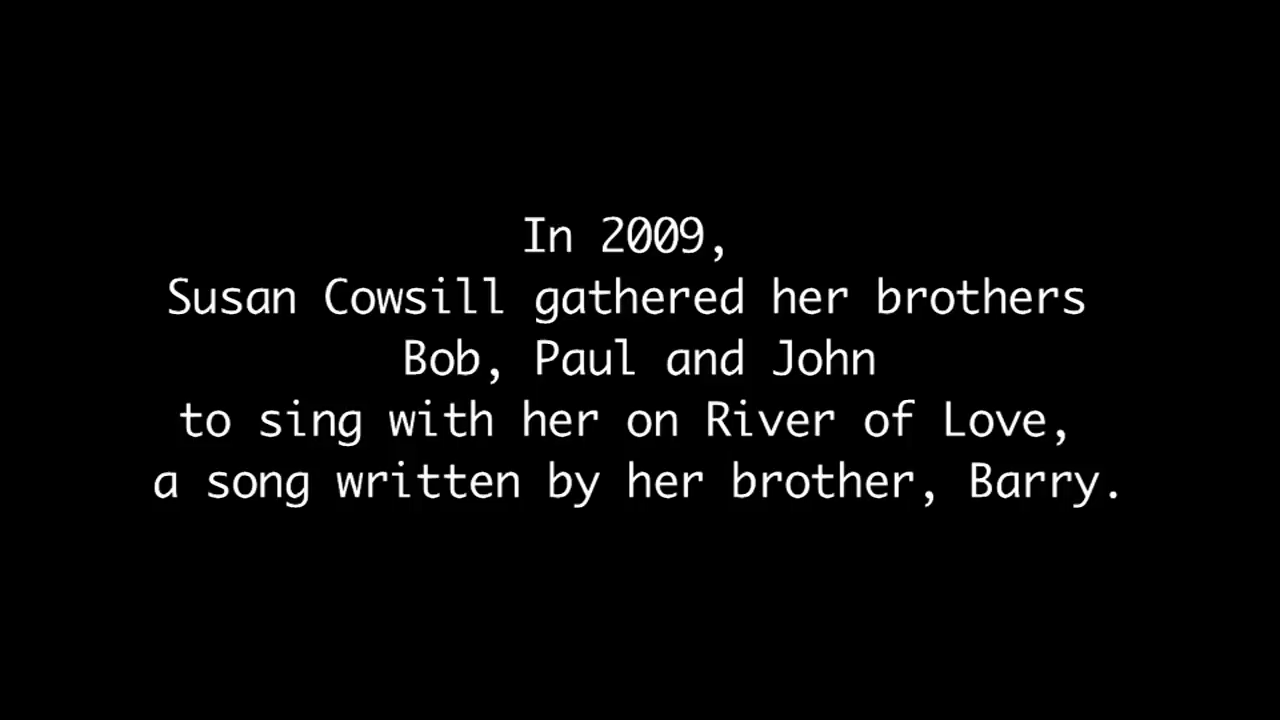 In 2009,
Susan Cowsill gathered her brothers
Bob, Paul and John
to sing with her on River of Love,
a song written by her brother, Barry.